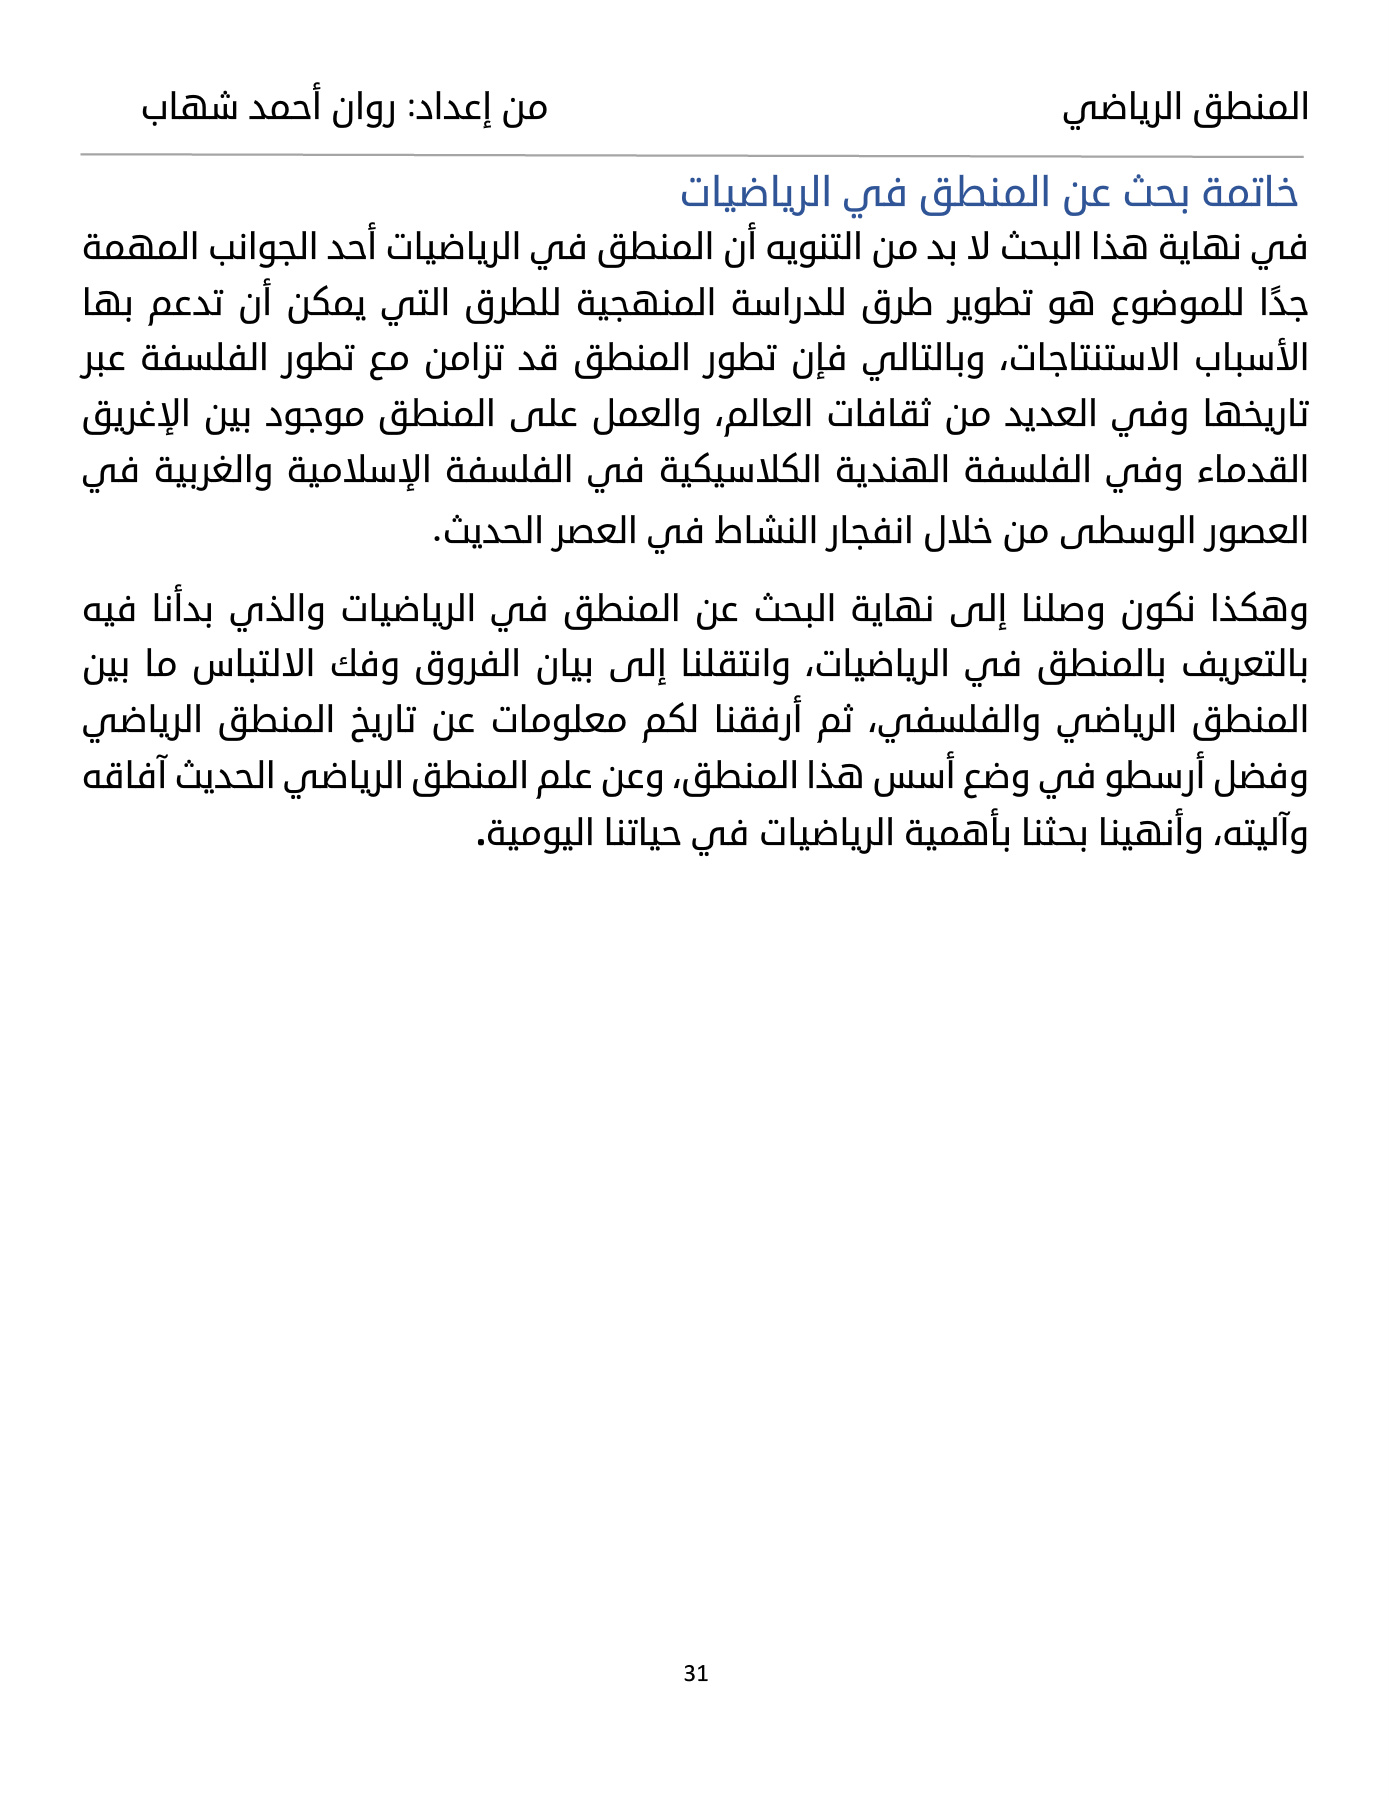 المنطق الرياضي من إعداد: روان أحمد شهاب
خاتمة بحث عن المنطق في الرياضيات
في نهاية هذا البحث لا بد من التنويه أن المنطق في الرياضيات أحد الجوانب المهمة
جدًا للموضوع هو تطوير طرق للدراسة المنهجية للطرق التي يمكن أن تدعم بها
الأسباب الاستنتاجات، وبالتالي فإن تطور المنطق قد تزامن مع تطور الفلسفة عبر
تاريخها وفي العديد من ثقافات العالم، والعمل على المنطق موجود بين الإغريق
القدماء وفي الفلسفة الهندية الكلاسيكية في الفلسفة الإسلامية والغربية في
العصور الوسطى من خلال انفجار النشاط في العصر الحديث.
وهكذا نكون وصلنا إلى نهاية البحث عن المنطق في الرياضيات والذي بدأنا فيه
بالتعريف بالمنطق في الرياضيات، وانتقلنا إلى بيان الفروق وفك الالتباس ما بين
المنطق الرياضي والفلسفي، ثم أرفقنا لكم معلومات عن تاريخ المنطق الرياضي
وفضل أرسطو في وضع أسس هذا المنطق، وعن علم المنطق الرياضي الحديث آفاقه
وآليته، وأنهينا بحثنا بأهمية الرياضيات في حياتنا اليومية.
31